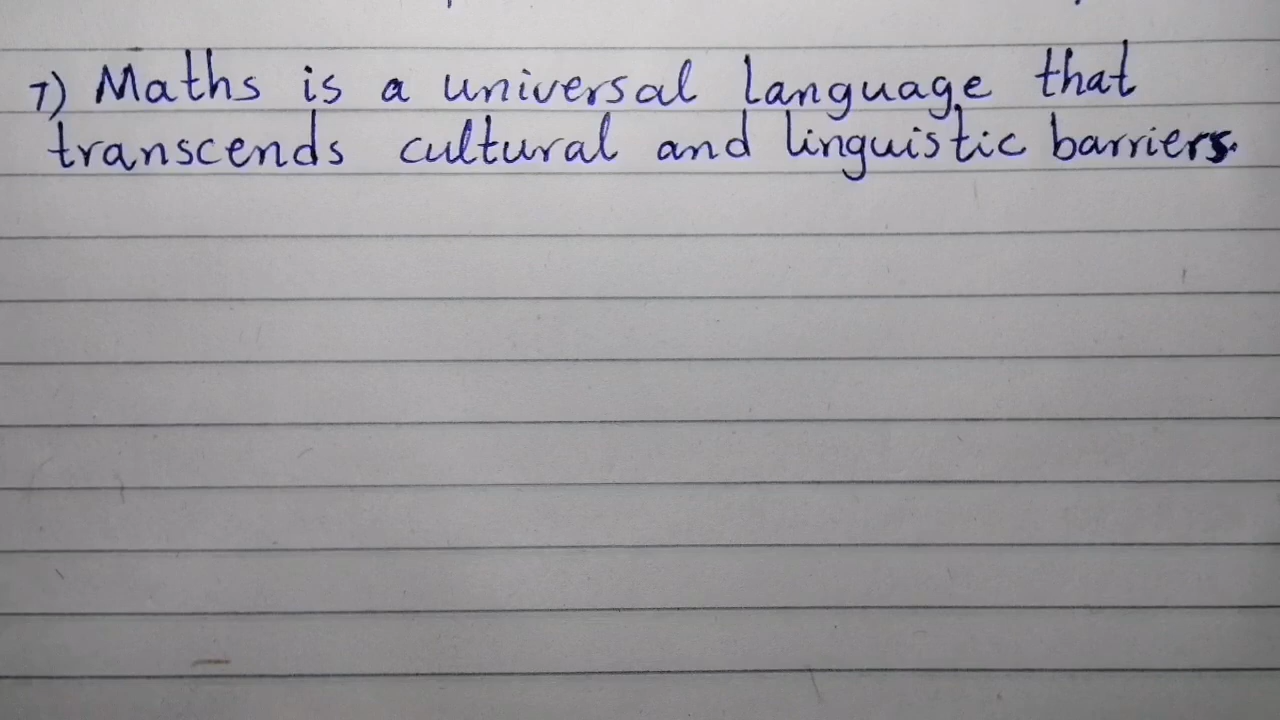 7) Maths is a universal language that
transcends cultural and linguistic barriers.